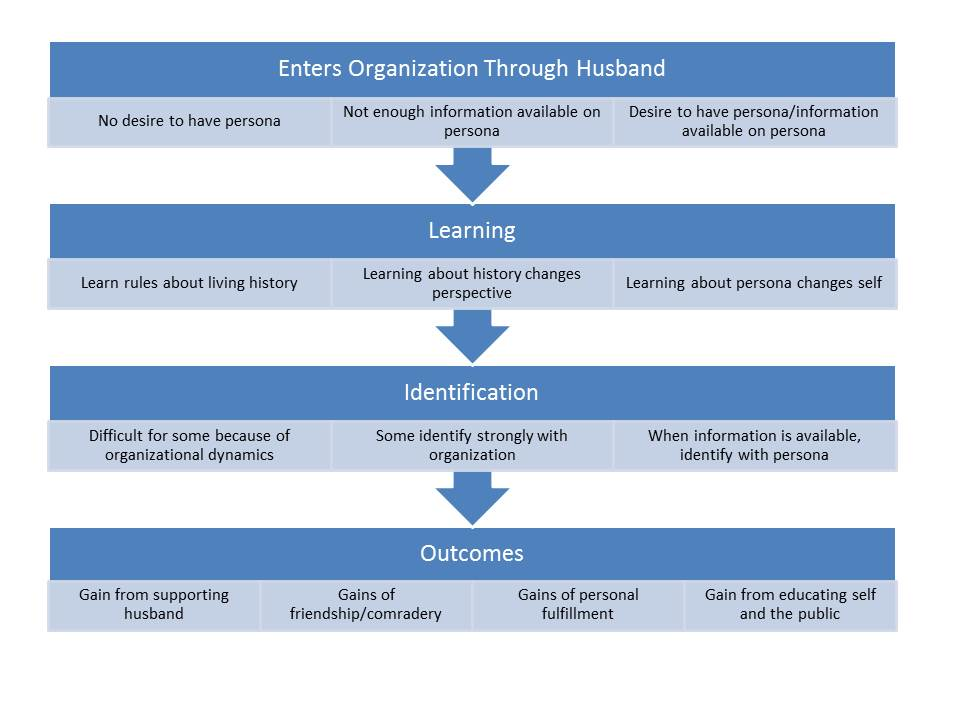 Enters Organization Through Husband
No desire to have persona
Not enough information available on
persona
Desire to have persona/information
available on persona
Learning
Learn rules about living history
Learning about history changes
perspective
Learning about persona changes self
Identification
Difficult for some because of
organizational dynamics
Some identify strongly with
organization
When information is available,
identify with persona
Outcomes
Gain from supporting
husband
Gains of
friendship/comradery
Gains of personal
fulfillment
Gain from educating self
and the public